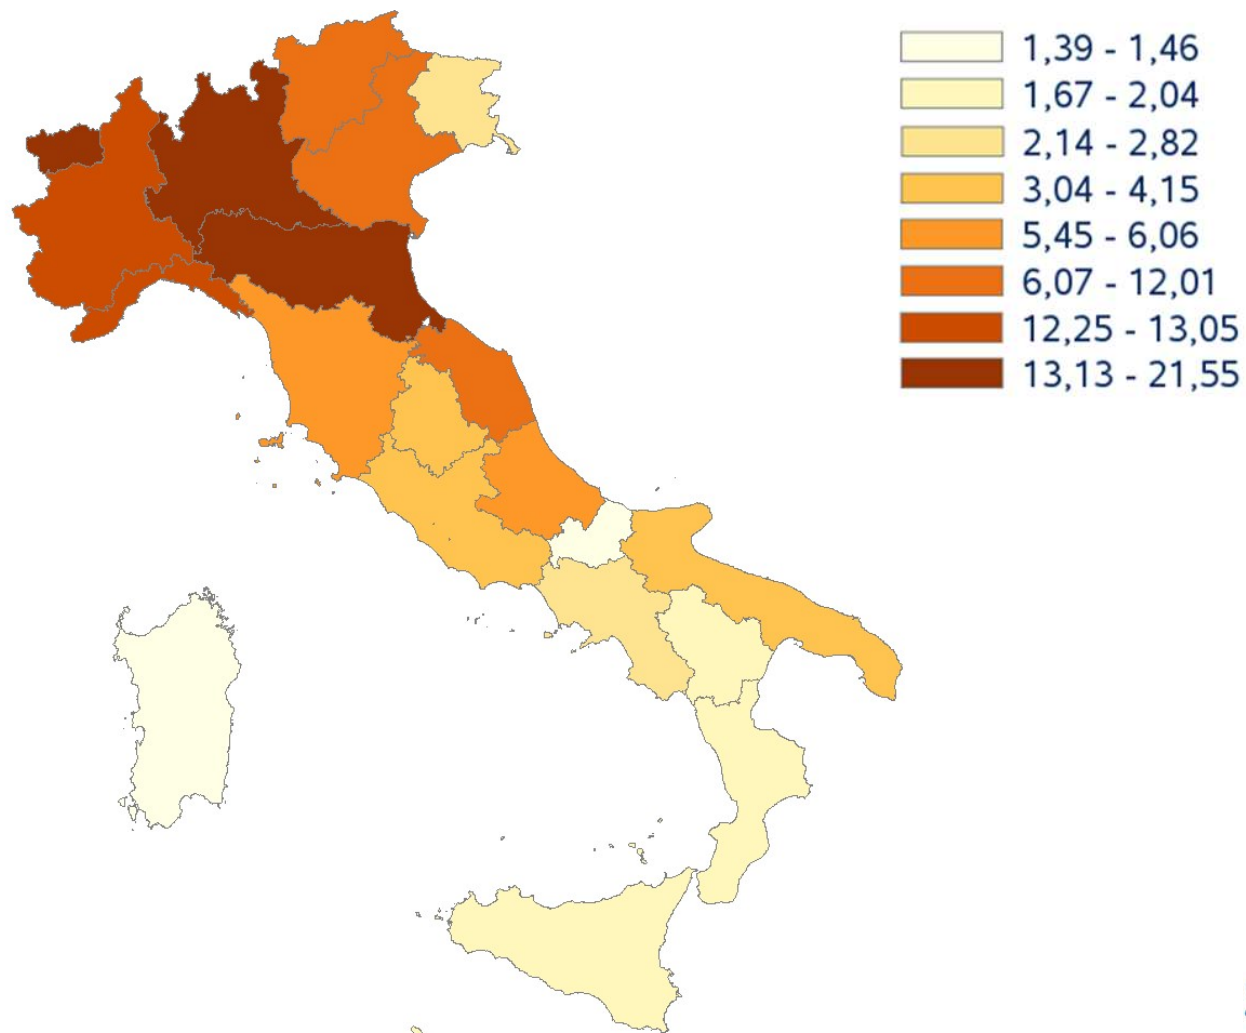 1,39 - 1,46
1,67 - 2,04
2,14 - 2,82
3,04 - 4,15
5,45 - 6,06
6,07 - 12,01
12,25 - 13,05
13,13 - 21,55